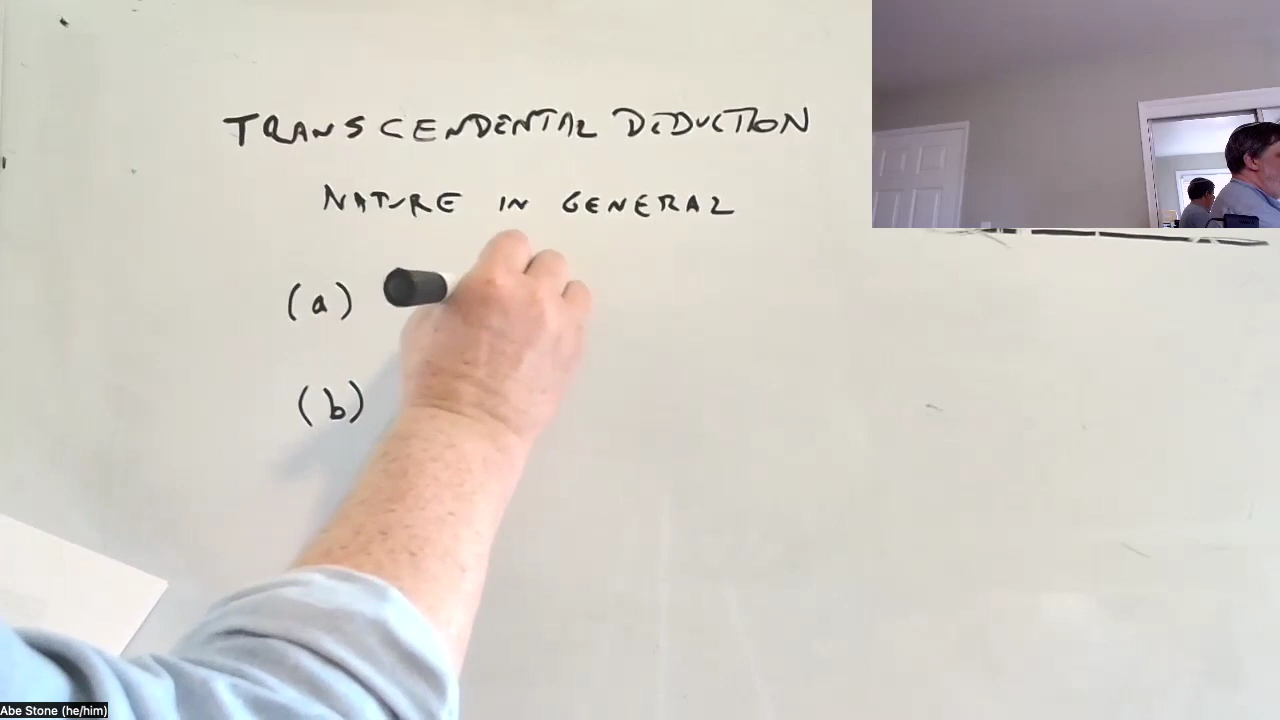 TRANSCENDENTAL DEDUCTION
NATURE IN GENERAL
(a)
(b)
Abe Stone (he/him)